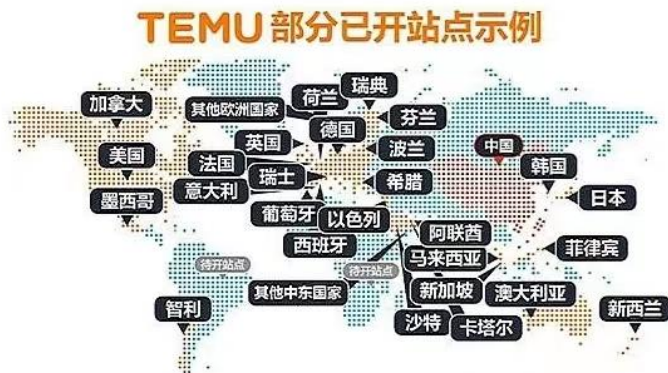 TEMU部分已开站点示例
加拿大
其他欧洲国家
荷兰
瑞典
芬兰
美国
英国
德国
波兰
中国
韩国
法国
瑞士
希腊
日本
意大利
墨西哥
葡萄牙
以色列
西班牙
阿联酋
马来西亚
菲律宾
待开站点
待开站点
其他中东国家
新加坡
澳大利亚
智利
沙特
卡塔尔
新西兰